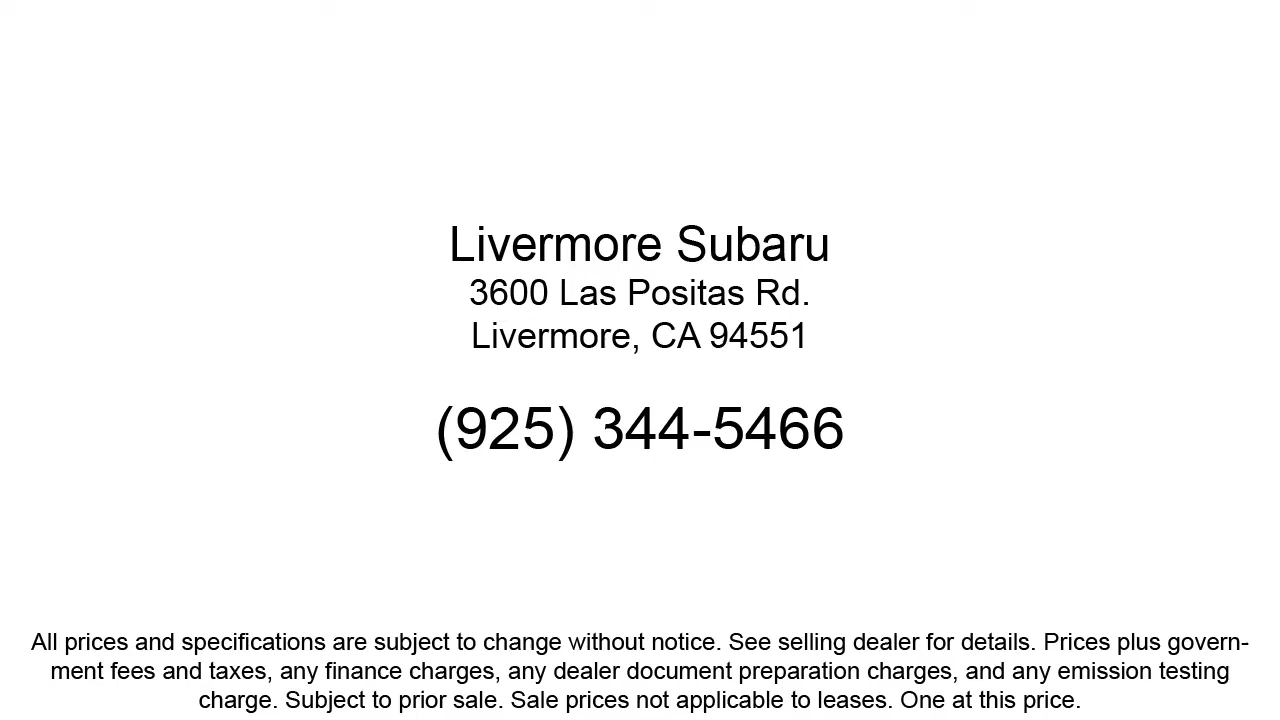 Livermore Subaru
3600 Las Positas Rd.
Livermore, CA 94551
(925) 344-5466
All prices and specifications are subject to change without notice. See selling dealer for details. Prices plus govern-
ment fees and taxes, any finance charges, any dealer document preparation charges, and any emission testing
charge. Subject to prior sale. Sale prices not applicable to leases. One at this price.